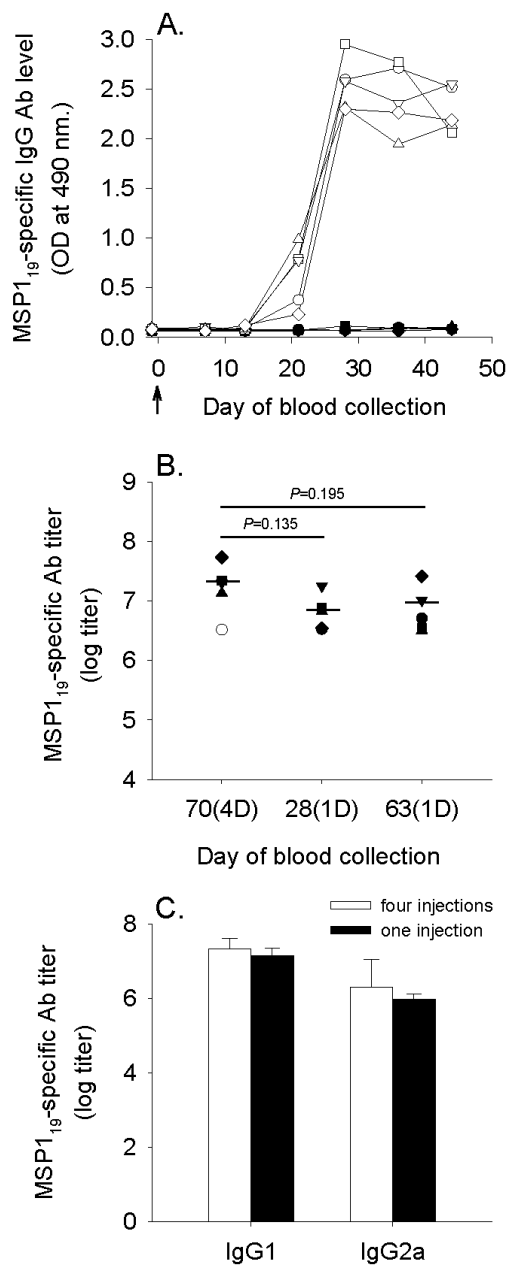 A.
MSP1₁₉-specific IgG Ab level
(OD at 490 nm.)
3.0
2.5
2.0
1.5
1.0
0.5
0.0
0 10 20 30 40 50
Day of blood collection
B.
MSP1₁₉-specific Ab titer
(log titer)
9
8
7
6
5
4
P=0.195
P=0.135
70(4D) 28(1D) 63(1D)
Day of blood collection
C.
MSP1₁₉-specific Ab titer
(log titer)
8
6
4
2
0
four injections
one injection
IgG1 IgG2a